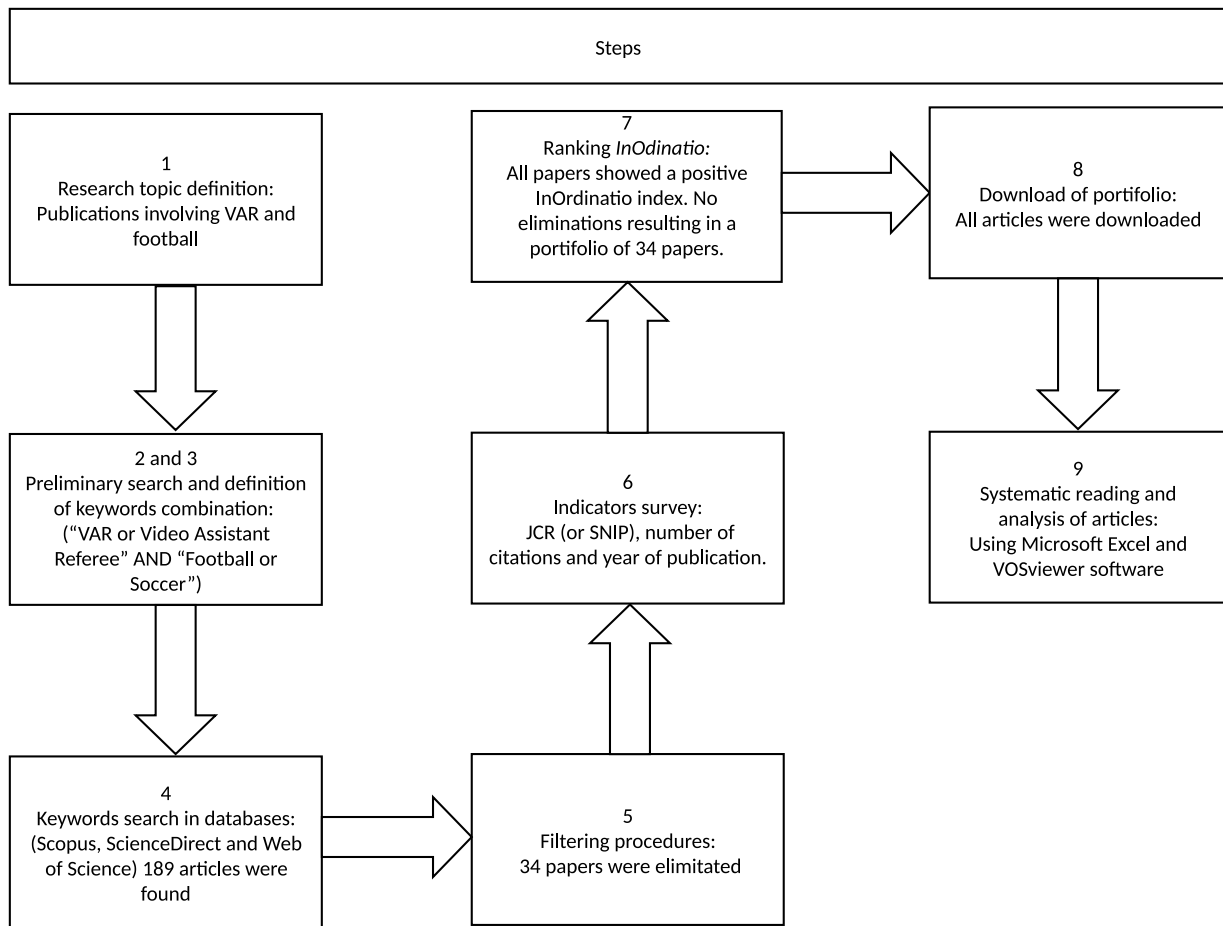 Steps
1
Research topic definition:
Publications involving VAR and
football
2 and 3
Preliminary search and definition
of keywords combination:
(“VAR or Video Assistant
Referee” AND “Football or
Soccer”)
4
Keywords search in databases:
(Scopus, ScienceDirect and Web
of Science) 189 articles were
found
5
Filtering procedures:
34 papers were elimitated
6
Indicators survey:
JCR (or SNIP), number of
citations and year of publication.
7
Ranking InOdinatio:
All papers showed a positive
InOrdinatio index. No
eliminations resulting in a
portifolio of 34 papers.
8
Download of portifolio:
All articles were downloaded
9
Systematic reading and
analysis of articles:
Using Microsoft Excel and
VOSviewer software